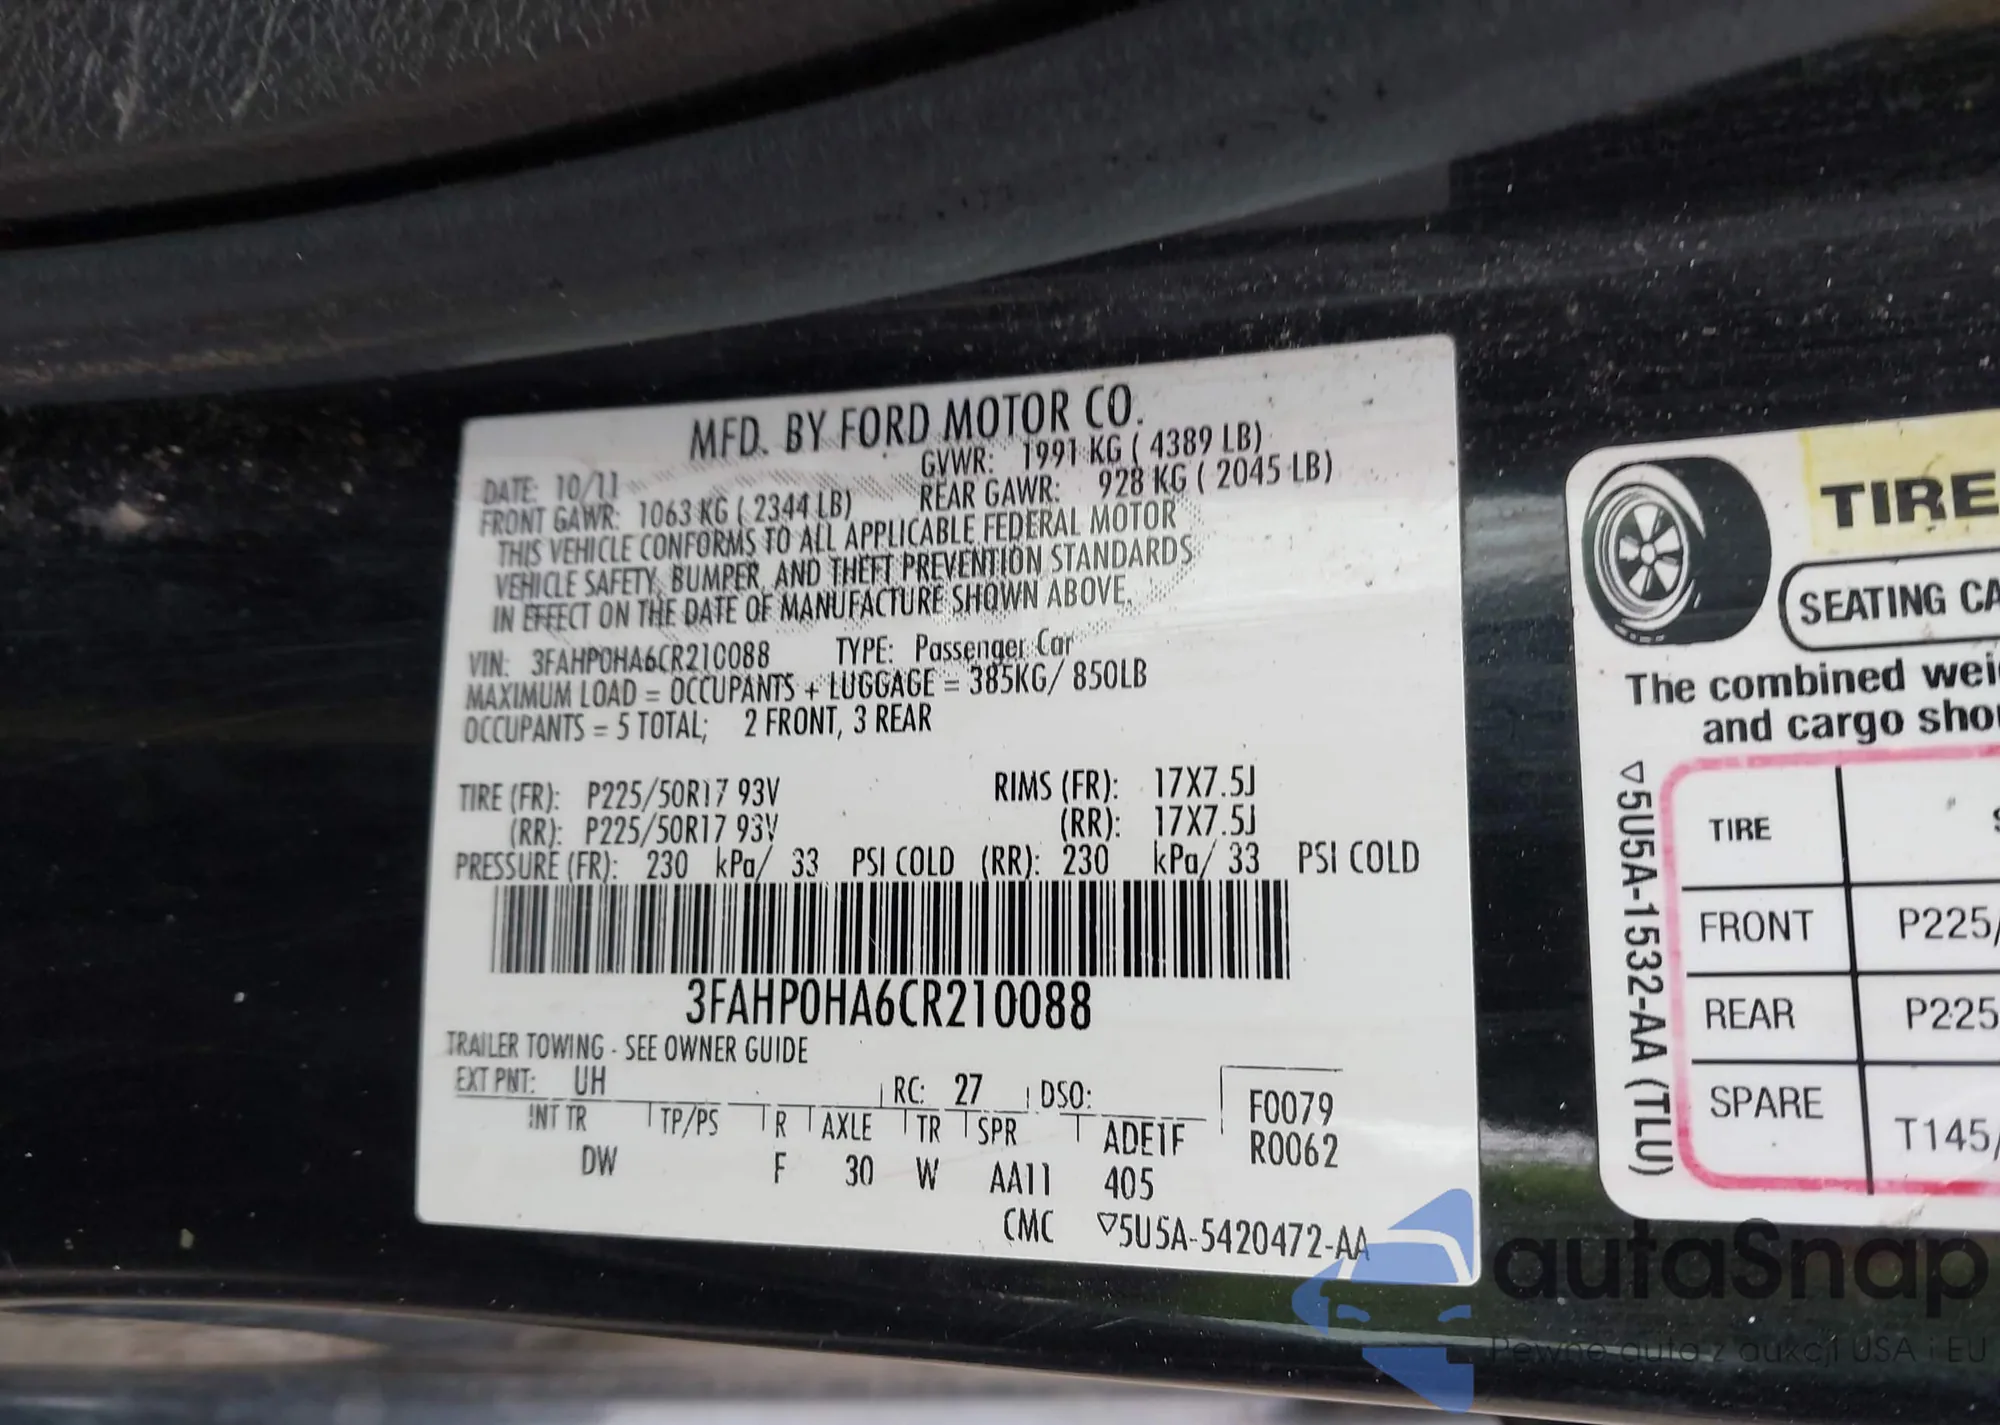 MFD. BY FORD MOTOR CO.
DATE: 10/11 GVWR: 1991 KG ( 4389 LB)
FRONT GAWR: 1063 KG ( 2344 LB) REAR GAWR: 928 KG ( 2045 LB)
THIS VEHICLE CONFORMS TO ALL APPLICABLE FEDERAL MOTOR
VEHICLE SAFETY, BUMPER, AND THEFT PREVENTION STANDARDS
IN EFFECT ON THE DATE OF MANUFACTURE SHOWN ABOVE.
VIN: 3FAHP0HA6CR210088 TYPE: Passenger Car
MAXIMUM LOAD = OCCUPANTS + LUGGAGE = 385KG/ 850LB
OCCUPANTS = 5 TOTAL; 2 FRONT, 3 REAR
TIRE (FR): P225/50R17 93V RIMS (FR): 17X7.5J
(RR): P225/50R17 93V (RR): 17X7.5J
PRESSURE (FR): 230 kPa/ 33 PSI COLD (RR): 230 kPa/ 33 PSI COLD
3FAHP0HA6CR210088
TRAILER TOWING - SEE OWNER GUIDE
EXT PNT: UH RC: 27 DSO: F0079
INT TR TP/PS R AXLE TR SPR ADE1F R0062
DW F 30 W AA11 405
CMC ▽5U5A-5420472-AA
TIRE
SEATING CA
The combined wei
and cargo sho
▽5U5A-1532-AA (TLU)
TIRE S
FRONT P225/
REAR P225
SPARE T145/
autaSnap
Pewne auta z aukcji USA i EU